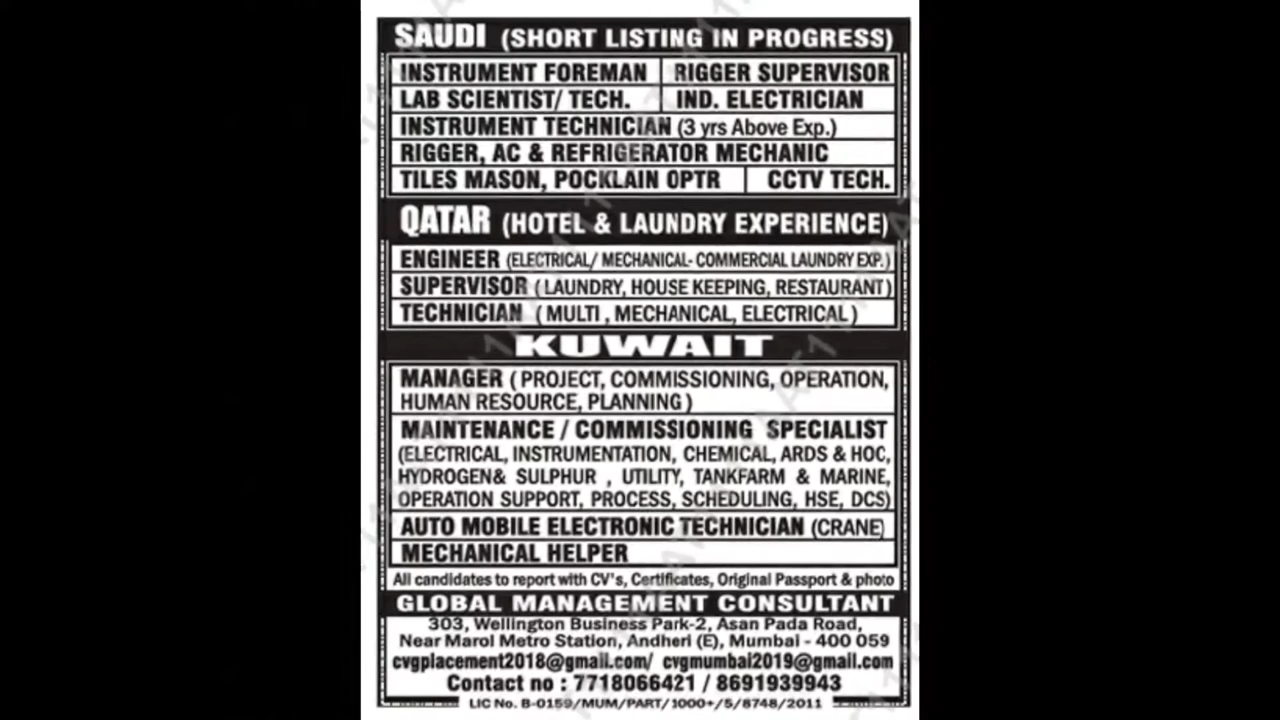 SAUDI (SHORT LISTING IN PROGRESS)
INSTRUMENT FOREMAN RIGGER SUPERVISOR
LAB SCIENTIST/ TECH. IND. ELECTRICIAN
INSTRUMENT TECHNICIAN (3 yrs Above Exp.)
RIGGER, AC & REFRIGERATOR MECHANIC
TILES MASON, POCKLAIN OPTR CCTV TECH.
QATAR (HOTEL & LAUNDRY EXPERIENCE)
ENGINEER (ELECTRICAL/ MECHANICAL- COMMERCIAL LAUNDRY EXP.)
SUPERVISOR (LAUNDRY, HOUSE KEEPING, RESTAURANT)
TECHNICIAN ( MULTI , MECHANICAL, ELECTRICAL )
KUWAIT
MANAGER ( PROJECT, COMMISSIONING, OPERATION,
HUMAN RESOURCE, PLANNING )
MAINTENANCE / COMMISSIONING SPECIALIST
(ELECTRICAL, INSTRUMENTATION, CHEMICAL, ARDS & HOC,
HYDROGEN& SULPHUR , UTILITY, TANKFARM & MARINE,
OPERATION SUPPORT, PROCESS, SCHEDULING, HSE, DCS)
AUTO MOBILE ELECTRONIC TECHNICIAN (CRANE)
MECHANICAL HELPER
All candidates to report with CV's, Certificates, Original Passport & photo
GLOBAL MANAGEMENT CONSULTANT
303, Wellington Business Park-2, Asan Pada Road,
Near Marol Metro Station, Andheri (E), Mumbai - 400 059
cvgplacement2018@gmail.com/ cvgmumbai2019@gmail.com
Contact no : 7718066421 / 8691939943
LIC No. B-0159/MUM/PART/1000+/5/8748/2011